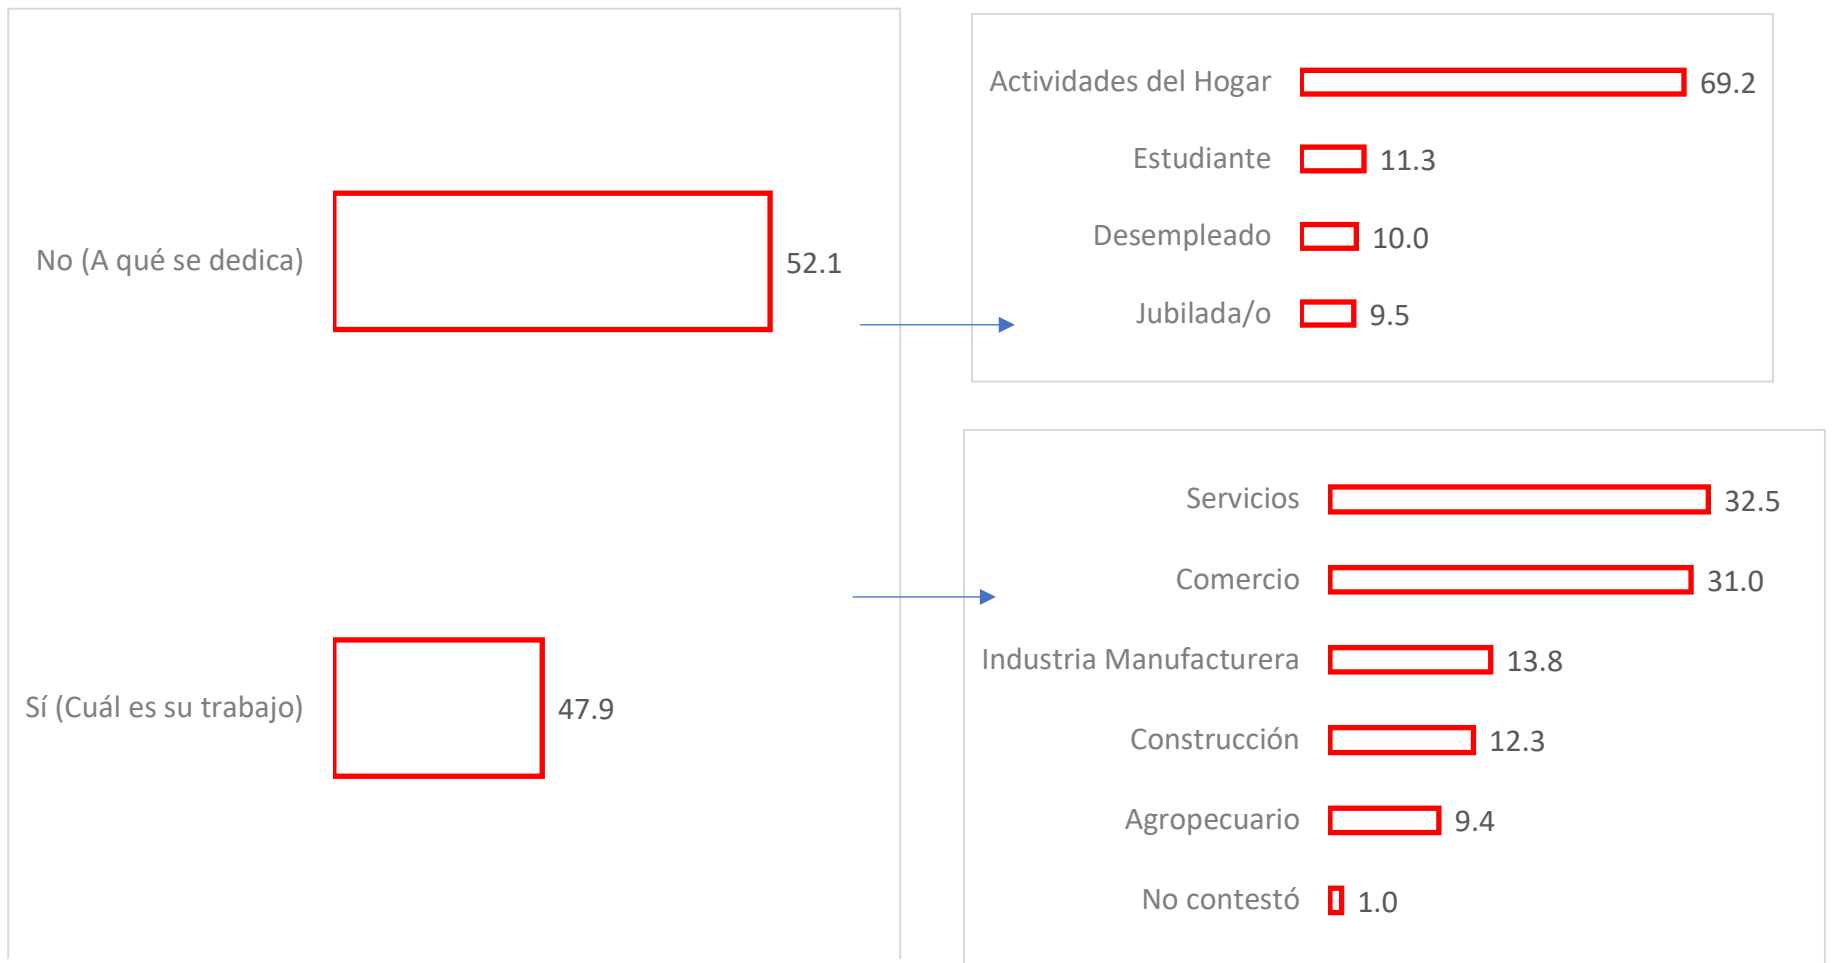 No (A qué se dedica) 52.1
Sí (Cuál es su trabajo) 47.9
Actividades del Hogar 69.2
Estudiante 11.3
Desempleado 10.0
Jubilada/o 9.5
Servicios 32.5
Comercio 31.0
Industria Manufacturera 13.8
Construcción 12.3
Agropecuario 9.4
No contestó 1.0